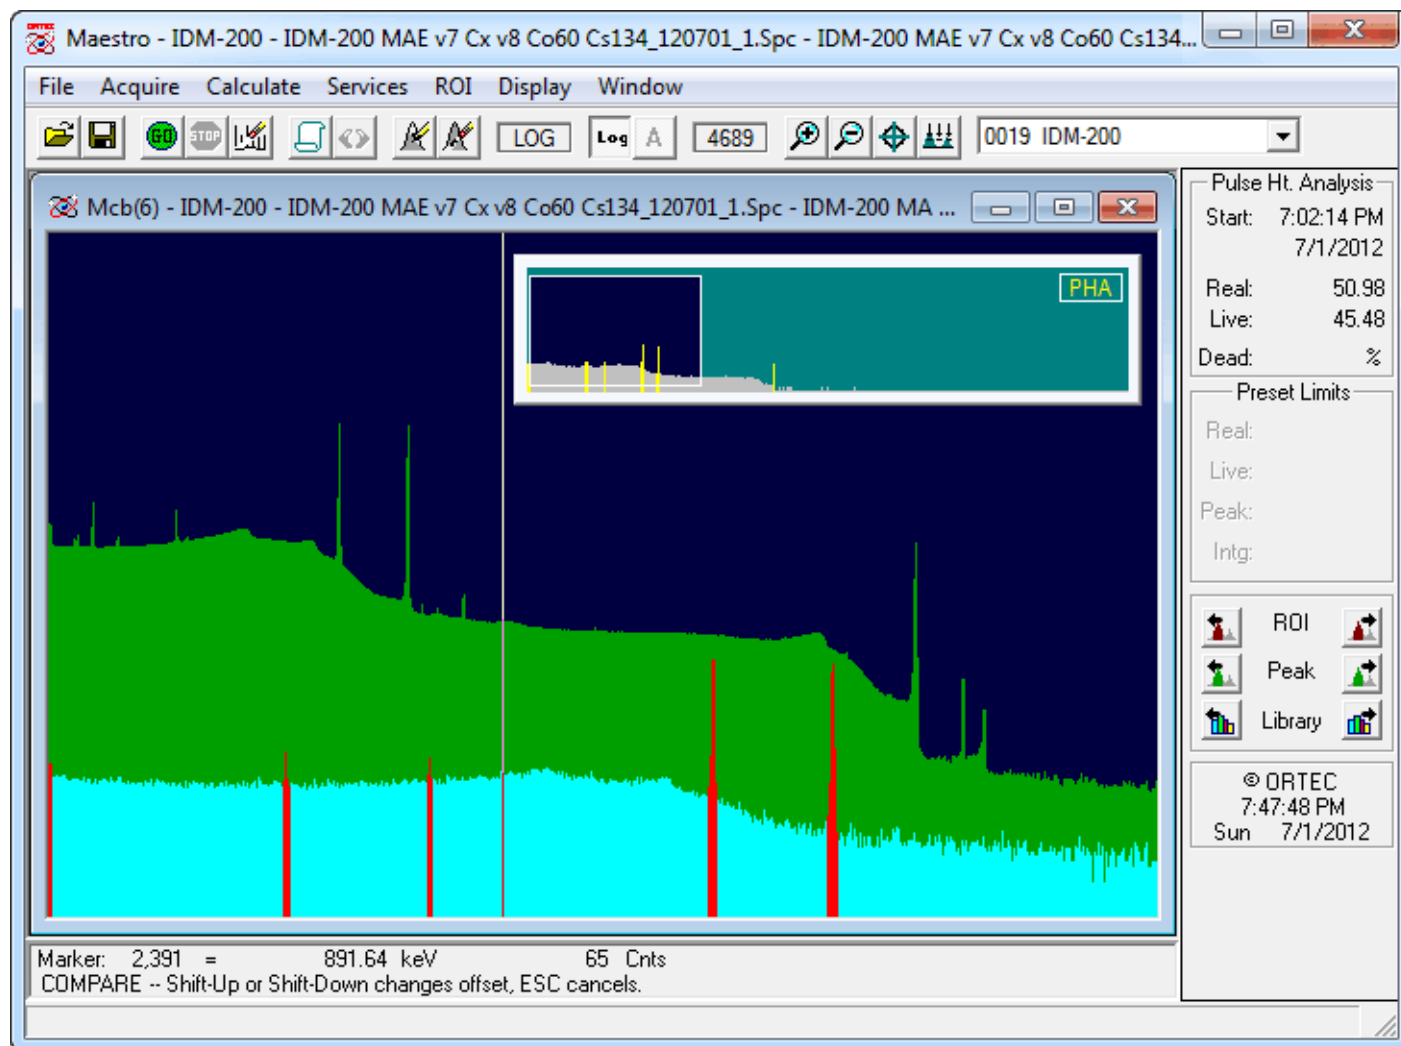 ORTEC
Maestro - IDM-200 - IDM-200 MAE v7 Cx v8 Co60 Cs134_120701_1.Spc - IDM-200 MAE v7 Cx v8 Co60 Cs134...
File Acquire Calculate Services ROI Display Window
GO STOP LOG Log A 4689 0019 IDM-200
Mcb(6) - IDM-200 - IDM-200 MAE v7 Cx v8 Co60 Cs134_120701_1.Spc - IDM-200 MA ...
PHA
Pulse Ht. Analysis
Start: 7:02:14 PM
7/1/2012
Real: 50.98
Live: 45.48
Dead: %
Preset Limits
Real:
Live:
Peak:
Intg:
ROI
Peak
Library
© ORTEC
7:47:48 PM
Sun 7/1/2012
Marker: 2,391 = 891.64 keV 65 Cnts
COMPARE -- Shift-Up or Shift-Down changes offset, ESC cancels.